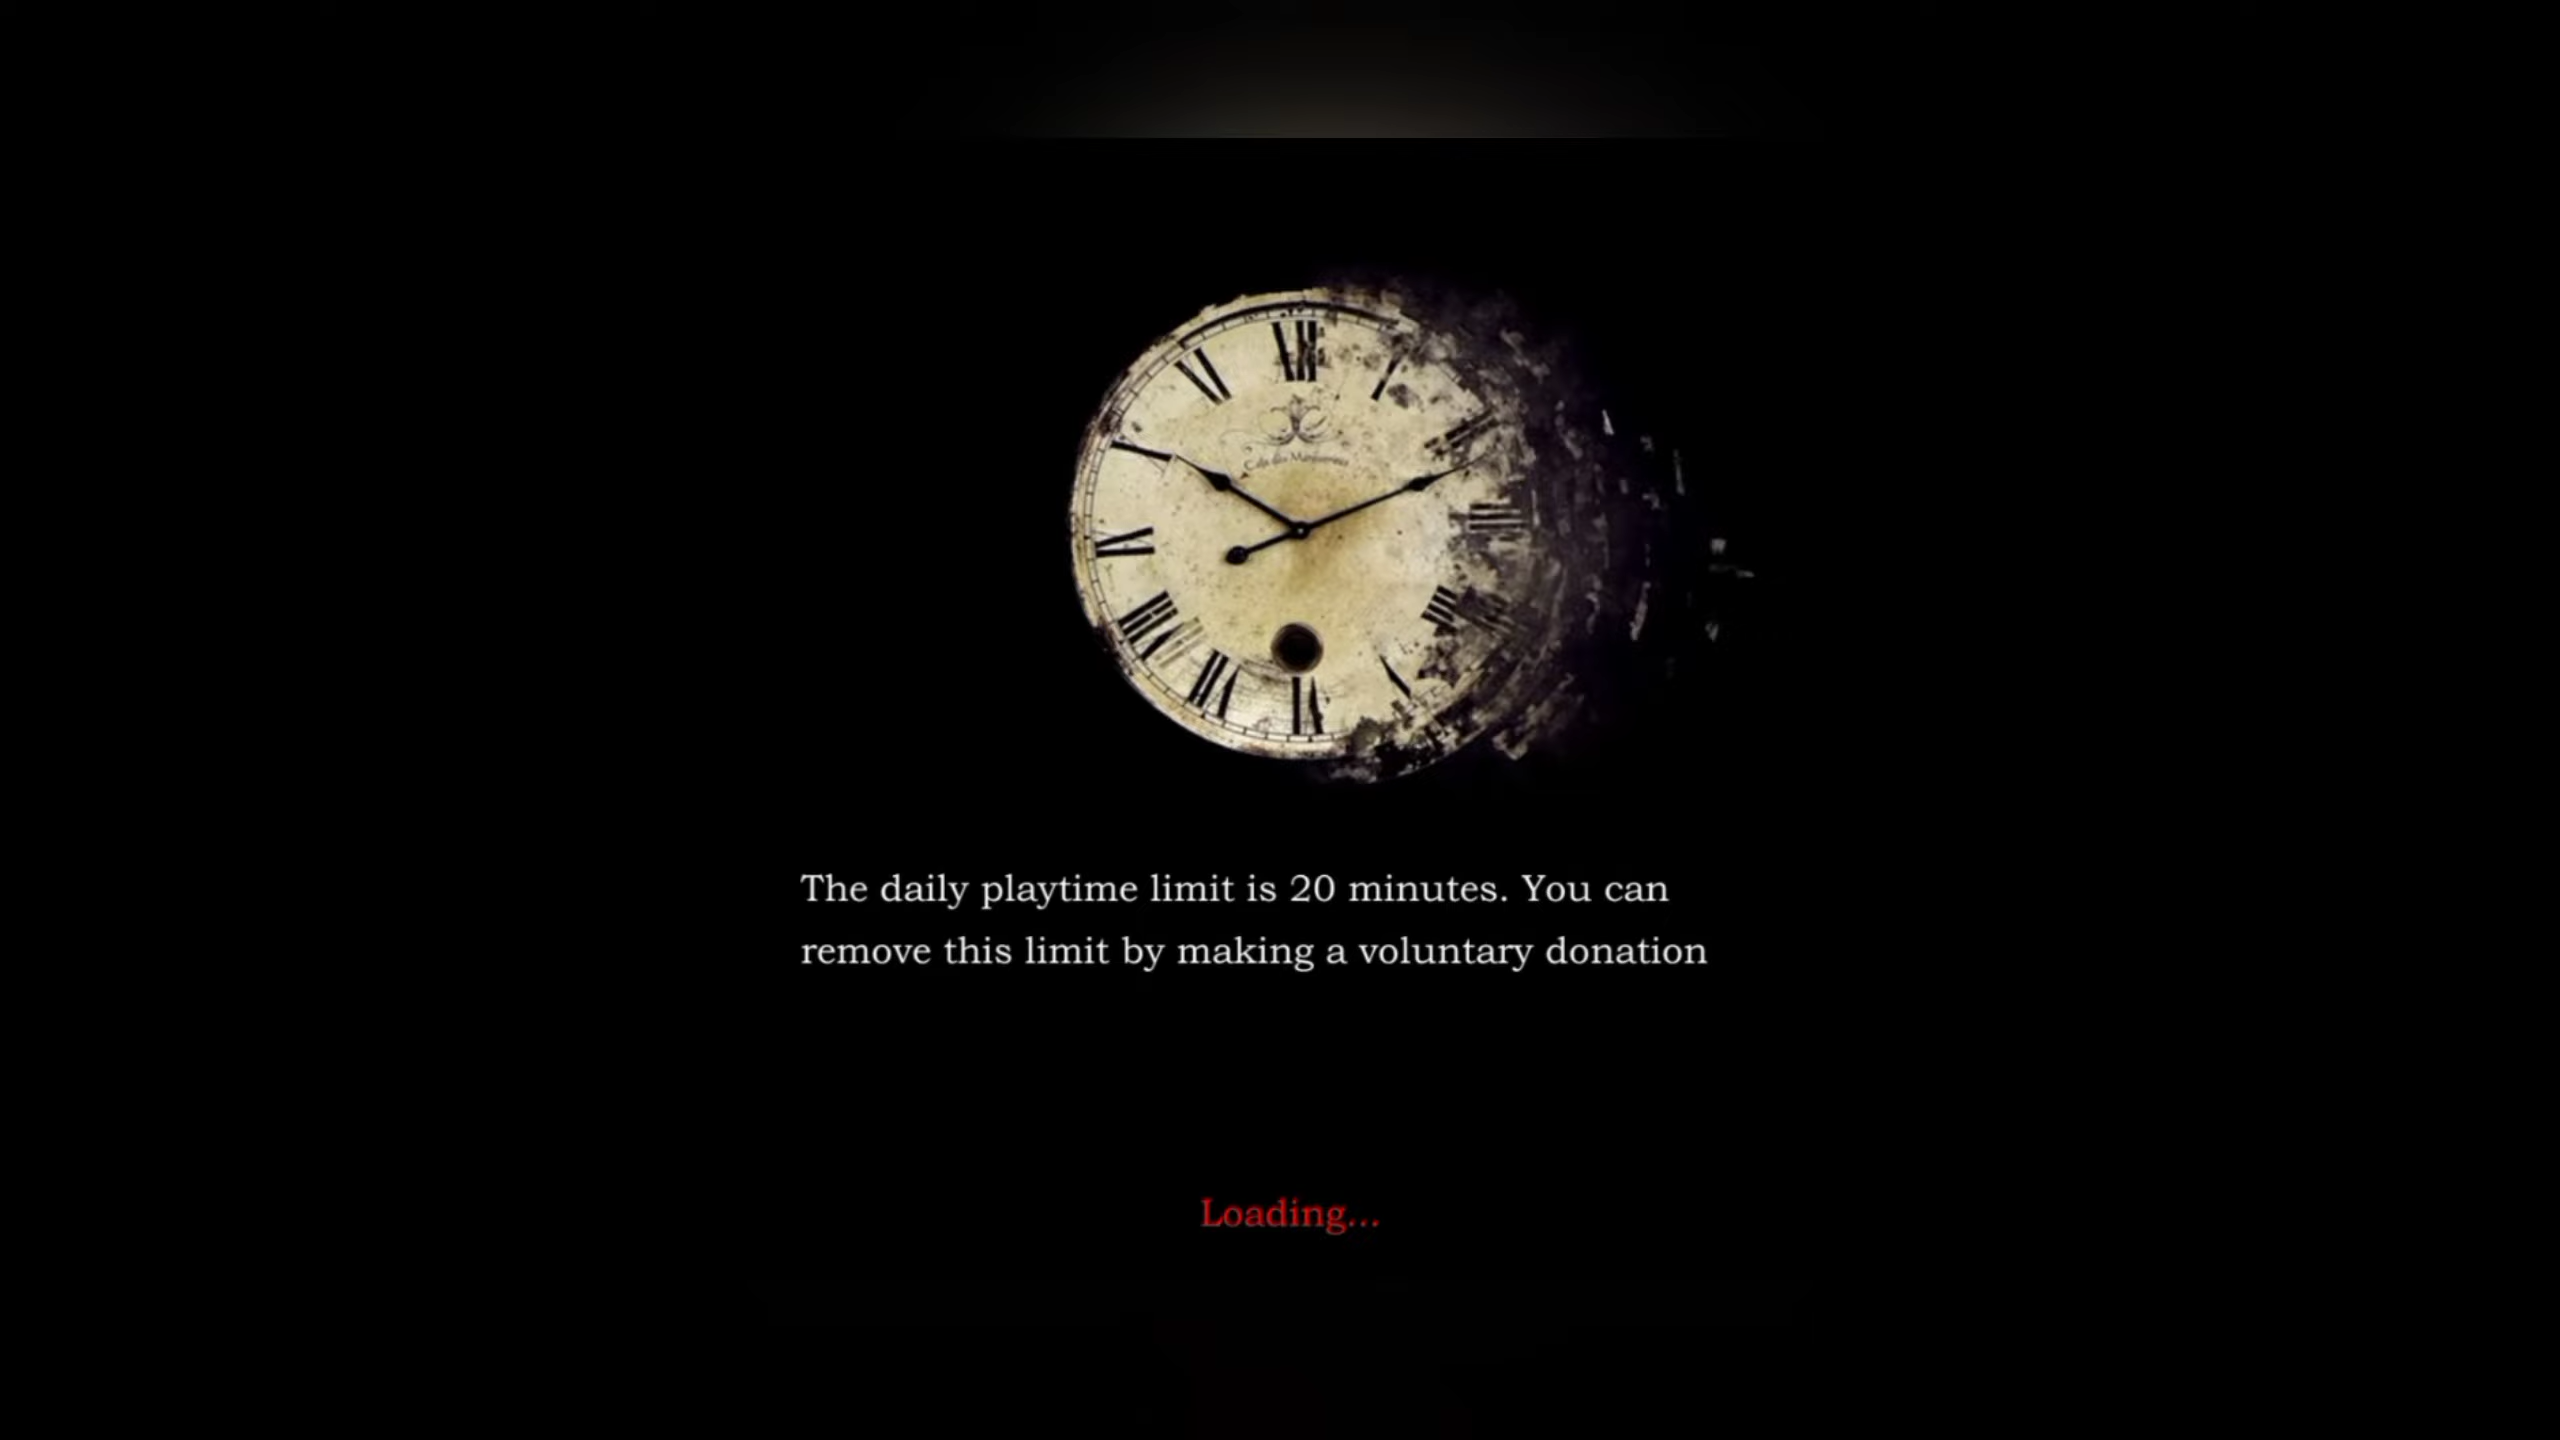 The daily playtime limit is 20 minutes. You can
remove this limit by making a voluntary donation
Loading...